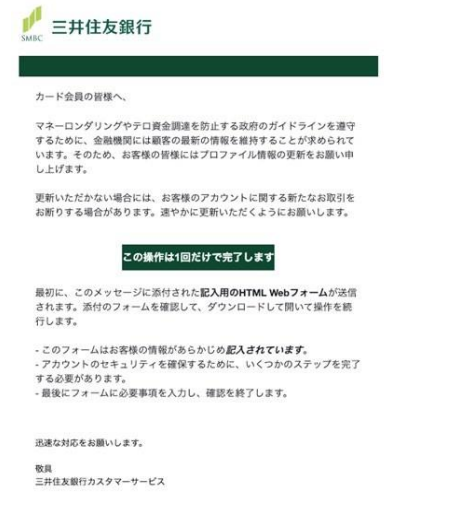 SMBC 三井住友銀行
カード会員の皆様へ、
マネーロンダリングやテロ資金調達を防止する政府のガイドラインを遵守
するために、金融機関には顧客の最新の情報を維持することが求められて
います。そのため、お客様の皆様にはプロファイル情報の更新をお願い申
し上げます。
更新いただかない場合には、お客様のアカウントに関する新たなお取引を
お断りする場合があります。速やかに更新いただくようにお願いします。
この操作は1回だけで完了します
最初に、このメッセージに添付された記入用のHTML Webフォームが送信
されます。添付のフォームを確認して、ダウンロードして開いて操作を続
行します。
- このフォームはお客様の情報があらかじめ記入されています。
- アカウントのセキュリティを確保するために、いくつかのステップを完了
する必要があります。
- 最後にフォームに必要事項を入力し、確認を終了します。
迅速な対応をお願いします。
敬具
三井住友銀行カスタマーサービス